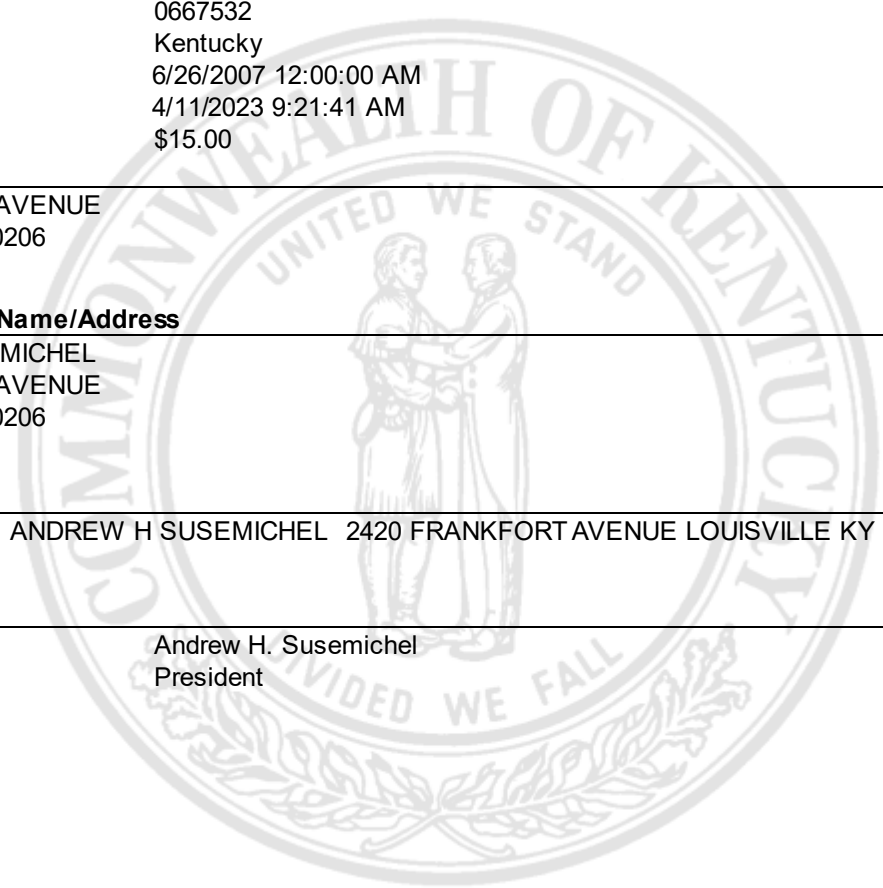 0667532
Kentucky
6/26/2007 12:00:00 AM
4/11/2023 9:21:41 AM
$15.00
AVENUE
0206
Name/Address
MICHEL
AVENUE
0206
ANDREW H SUSEMICHEL 2420 FRANKFORT AVENUE LOUISVILLE KY
Andrew H. Susemichel
President
COMMONWEALTH OF KENTUCKY
UNITED WE STAND
DIVIDED WE FALL